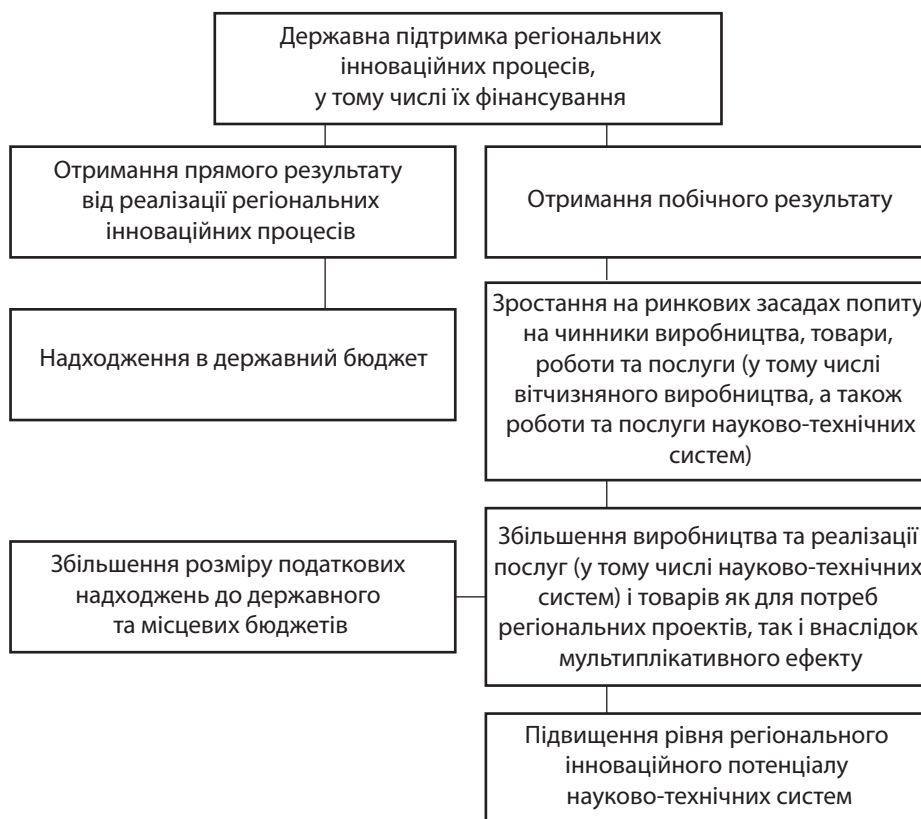 Державна підтримка регіональних
інноваційних процесів,
у тому числі їх фінансування
Отримання прямого результату
від реалізації регіональних
інноваційних процесів
Отримання побічного результату
Надходження в державний бюджет
Зростання на ринкових засадах попиту
на чинники виробництва, товари,
роботи та послуги (у тому числі
вітчизняного виробництва, а також
роботи та послуги науково-технічних
систем)
Збільшення розміру податкових
надходжень до державного
та місцевих бюджетів
Збільшення виробництва та реалізації
послуг (у тому числі науково-технічних
систем) і товарів як для потреб
регіональних проектів, так і внаслідок
мультиплікативного ефекту
Підвищення рівня регіонального
інноваційного потенціалу
науково-технічних систем